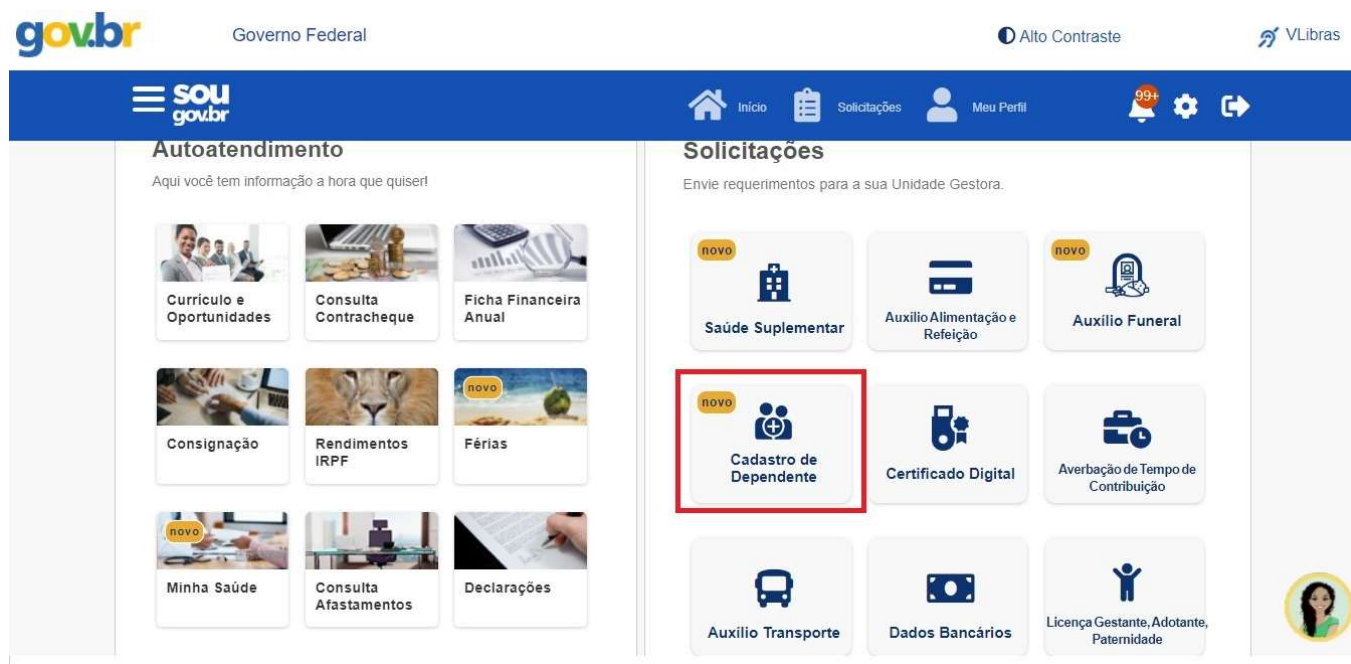 gov.br
Governo Federal
Alto Contraste
VLibras
sou
gov.br
Início
Solicitações
Meu Perfil
99+
Autoatendimento
Aqui você tem informação a hora que quiser!
Currículo e
Oportunidades
Consulta
Contracheque
Ficha Financeira
Anual
Consignação
Rendimentos
IRPF
novo
Férias
novo
Minha Saúde
Consulta
Afastamentos
Declarações
Solicitações
Envie requerimentos para a sua Unidade Gestora.
novo
Saúde Suplementar
Auxílio Alimentação e
Refeição
novo
Auxílio Funeral
novo
Cadastro de
Dependente
Certificado Digital
Averbação de Tempo de
Contribuição
Auxílio Transporte
Dados Bancários
Licença Gestante, Adotante,
Paternidade